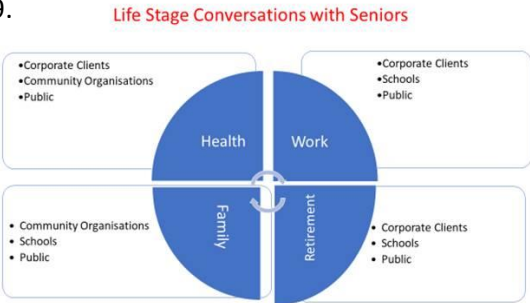 9.
Life Stage Conversations with Seniors
•Corporate Clients
•Community Organisations
•Public
•Corporate Clients
•Schools
•Public
Health
Work
Family
Retirement
• Community Organisations
• Schools
• Public
• Corporate Clients
• Schools
• Public